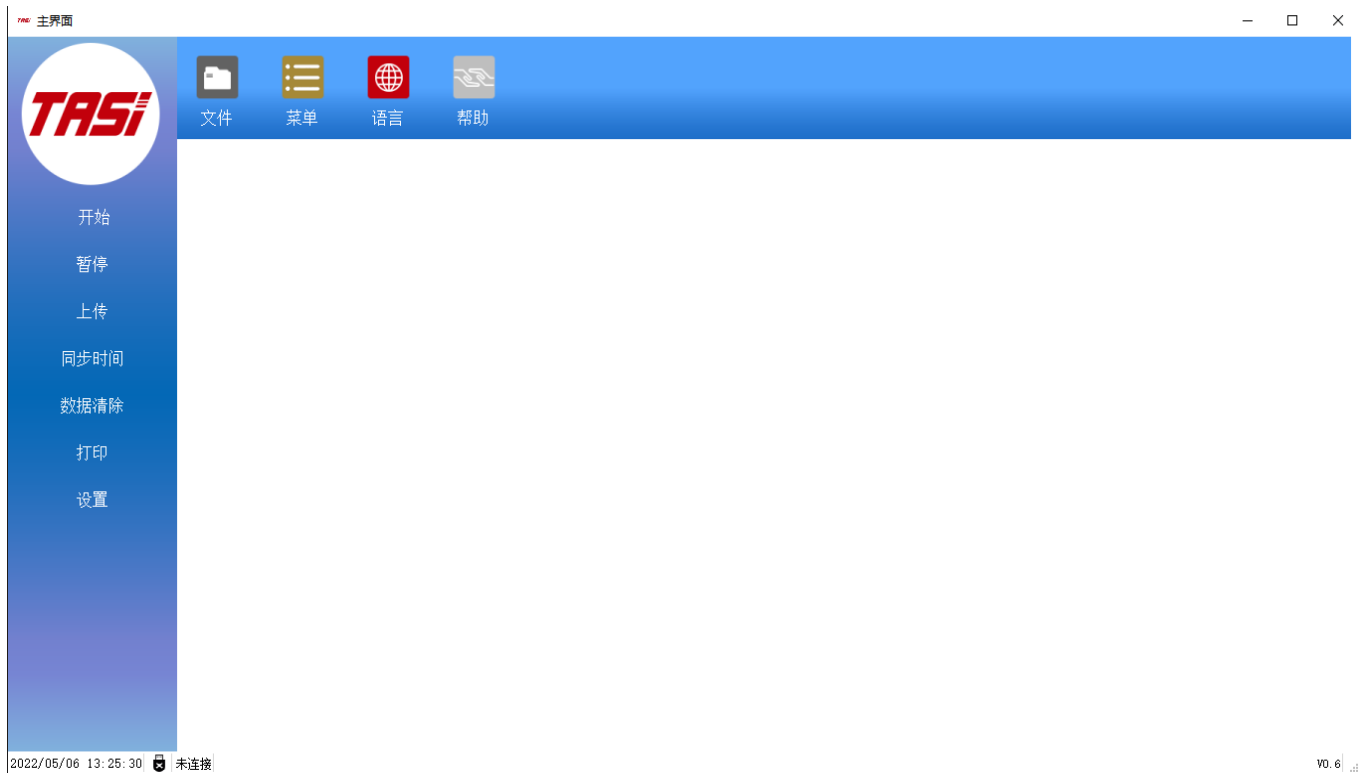 TASI 主界面
TASI
文件 菜单 语言 帮助
开始
暂停
上传
同步时间
数据清除
打印
设置
2022/05/06 13:25:30 未连接 V0.6